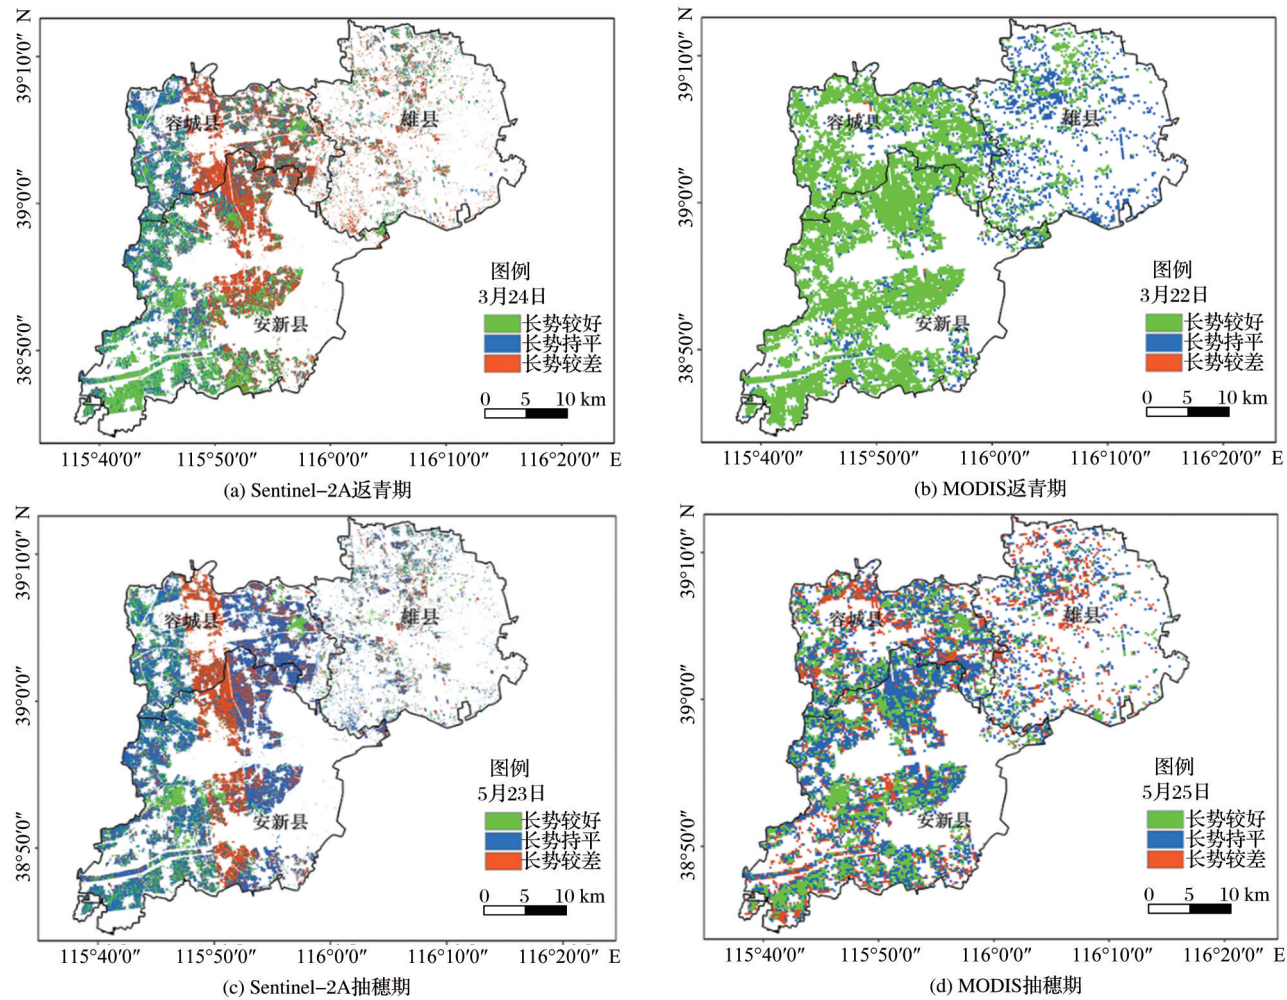 N
39°10′0″
39°0′0″
38°50′0″
容城县
雄县
安新县
图例
3月24日
长势较好
长势持平
长势较差
0 5 10 km
115°40′0″ 115°50′0″ 116°0′0″ 116°10′0″ 116°20′0″ E
(a) Sentinel-2A返青期
N
39°10′0″
39°0′0″
38°50′0″
容城县
雄县
安新县
图例
3月22日
长势较好
长势持平
长势较差
0 5 10 km
115°40′0″ 115°50′0″ 116°0′0″ 116°10′0″ 116°20′0″ E
(b) MODIS返青期
N
39°10′0″
39°0′0″
38°50′0″
容城县
雄县
安新县
图例
5月23日
长势较好
长势持平
长势较差
0 5 10 km
115°40′0″ 115°50′0″ 116°0′0″ 116°10′0″ 116°20′0″ E
(c) Sentinel-2A抽穗期
N
39°10′0″
39°0′0″
38°50′0″
容城县
雄县
安新县
图例
5月25日
长势较好
长势持平
长势较差
0 5 10 km
115°40′0″ 115°50′0″ 116°0′0″ 116°10′0″ 116°20′0″ E
(d) MODIS抽穗期